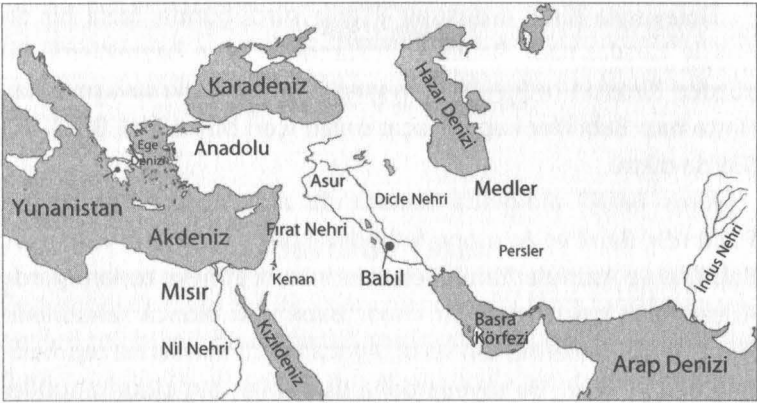 Karadeniz
Hazar Denizi
Ege
Denizi
Anadolu
Asur
Dicle Nehri
Medler
Yunanistan
Akdeniz
Fırat Nehri
Persler
Indus Nehri
Kenan
Babil
Mısır
Kızıldeniz
Basra
Körfezi
Nil Nehri
Arap Denizi